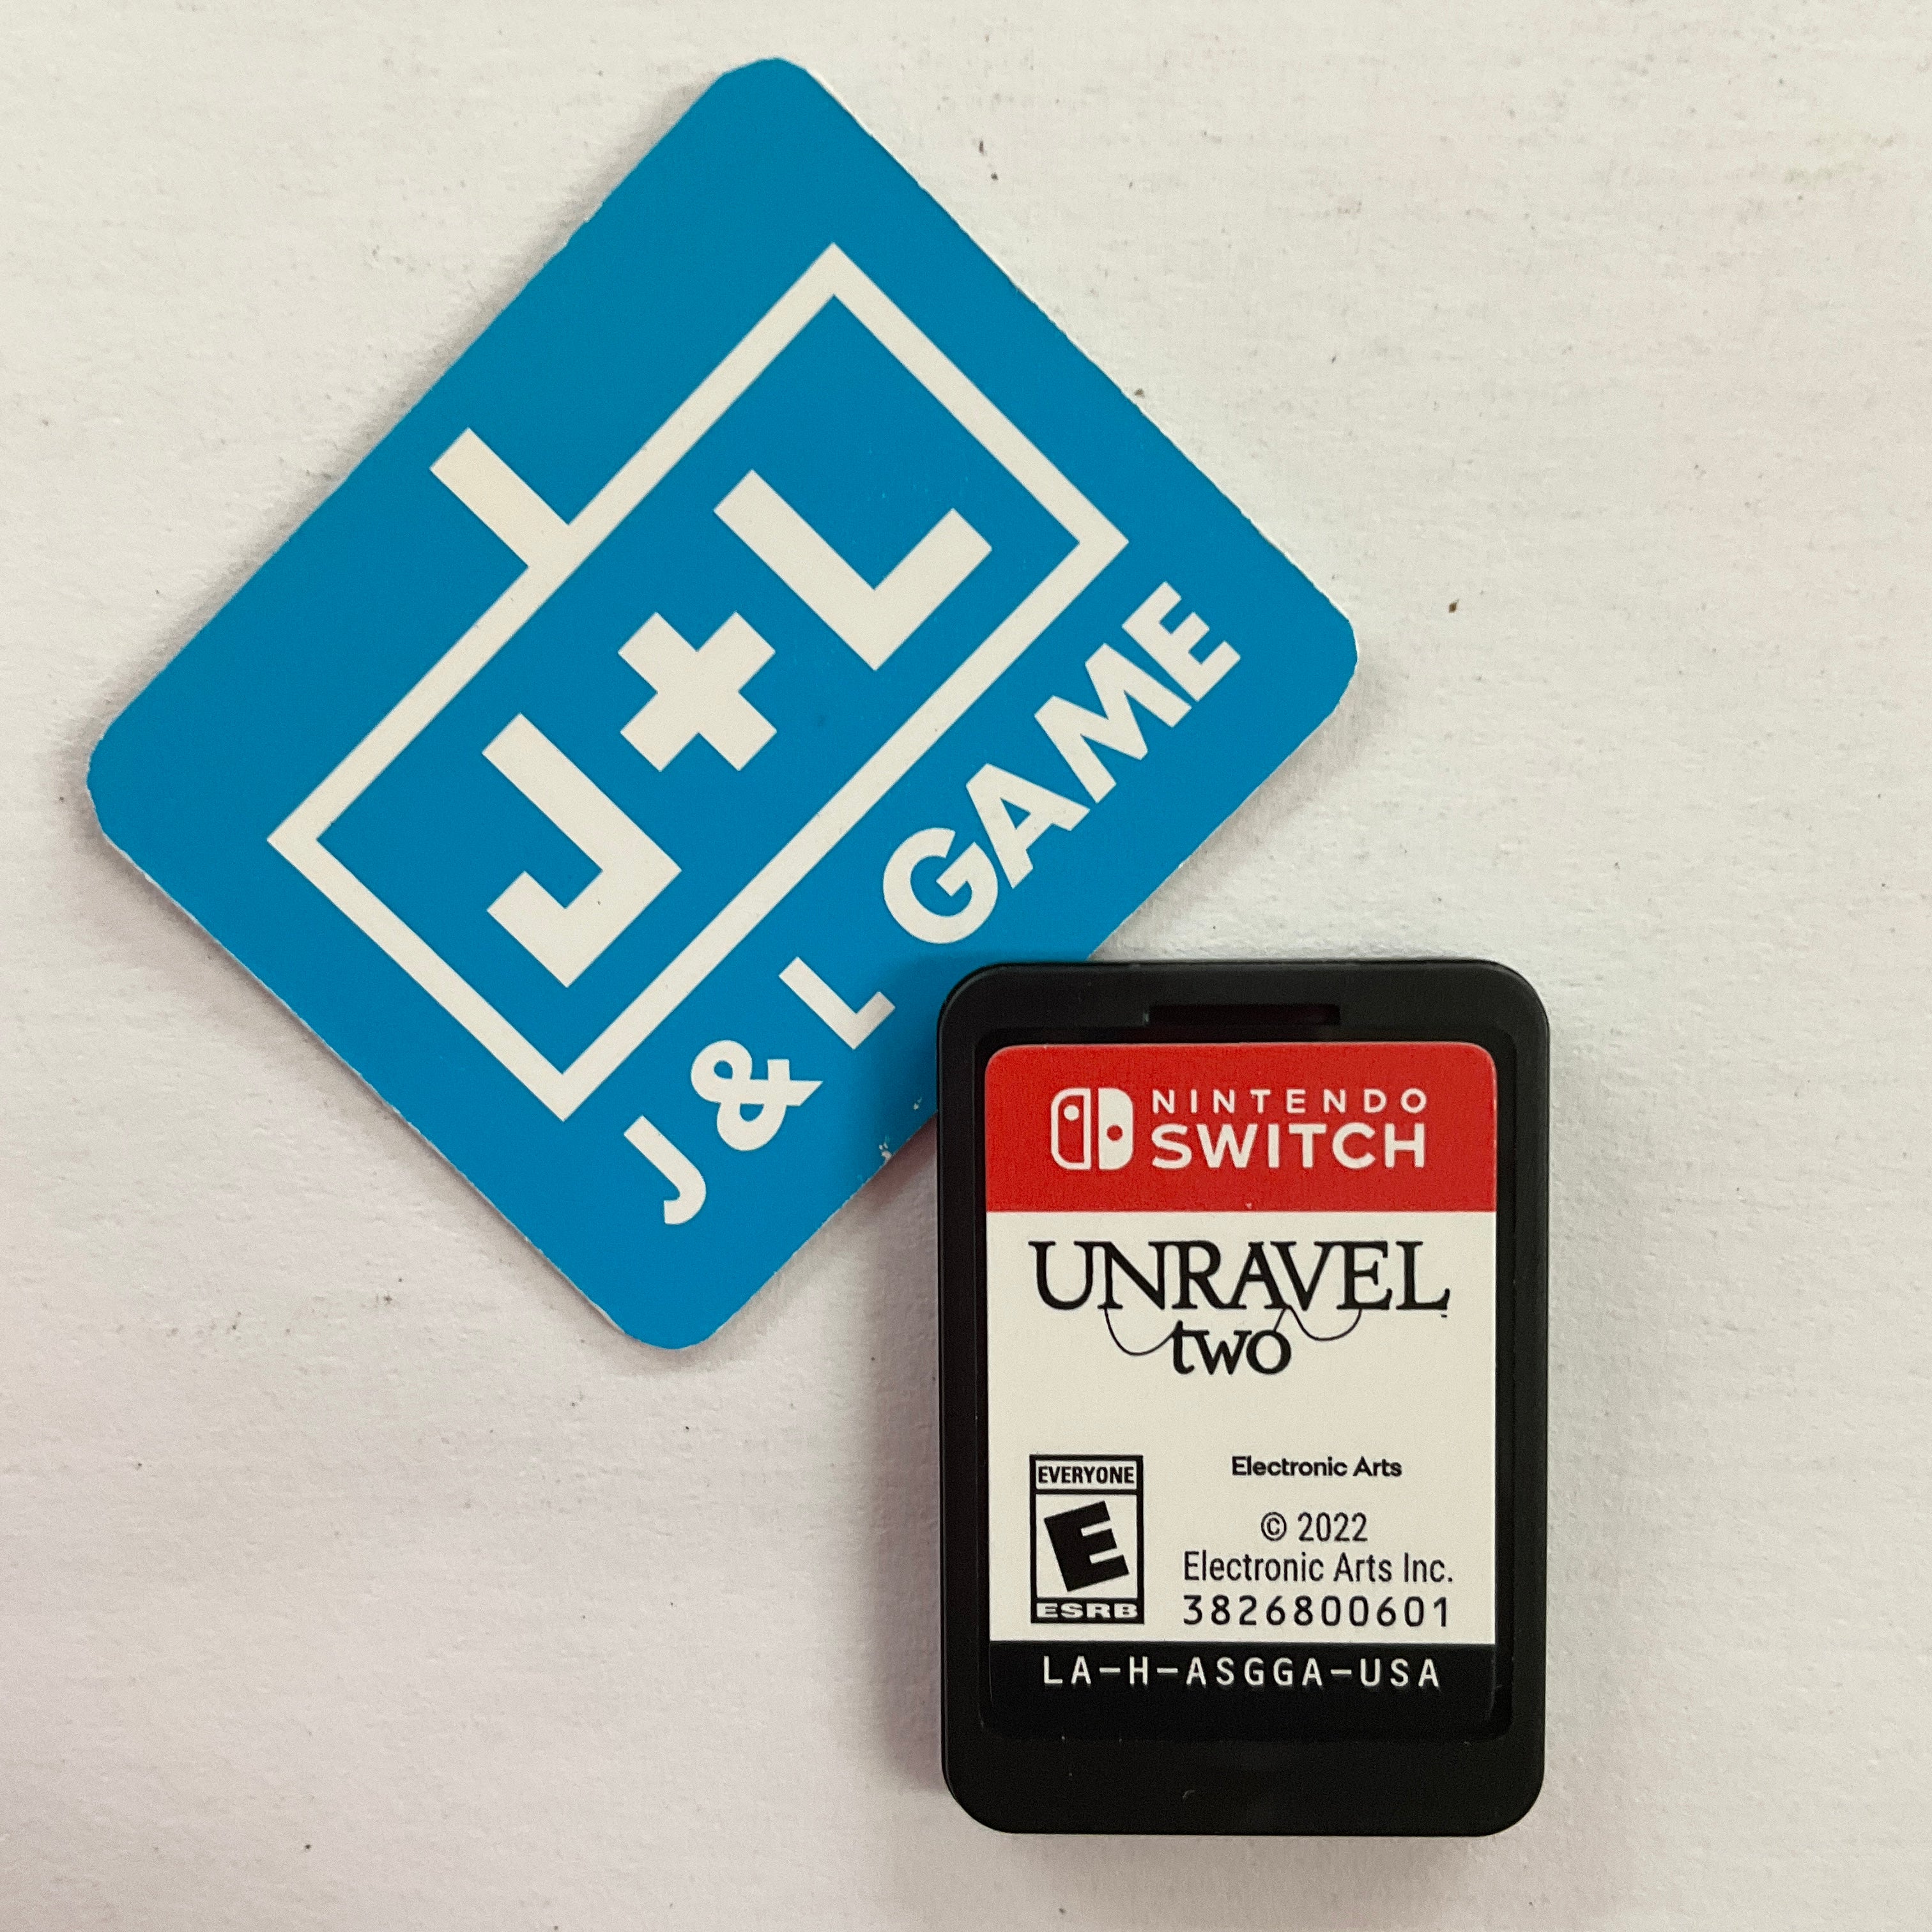 J+L
J & L GAME
NINTENDO
SWITCH
UNRAVEL
two
EVERYONE
E
ESRB
Electronic Arts
© 2022
Electronic Arts Inc.
3826800601
LA-H-ASGGA-USA